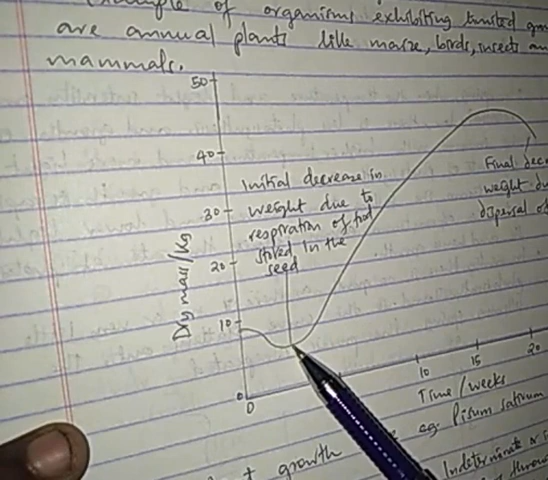 Example of organisms exhibiting limited
are annual plants like maize, birds, insects
mammals.
50
40
30
20
10
0
Dry mass/kg
Initial decrease in
weight due to
respiration of food
stored in the
seed
Final
weight
dispersal of
0
10
15
20
Time/weeks
eg. Pisum sativum
growth
Indeterminate